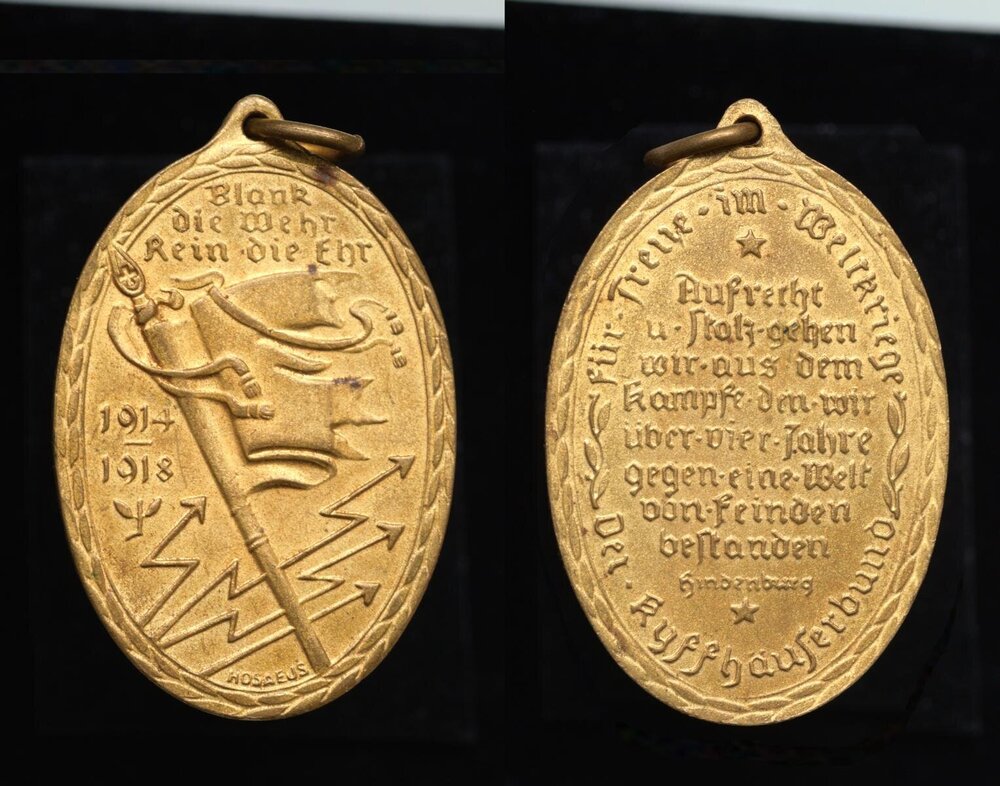 Blank
die Wehr
Rein · die Ehr
1914
1918
HOSAEUS
Für · Treue · im · Weltkriege
Aufrecht
u · stolz · gehen
wir · aus dem
Kampfe · den · wir
über · vier · Jahre
gegen · eine · Welt
von · Feinden
bestanden
Hindenburg
Der · Kyffhäuserbund